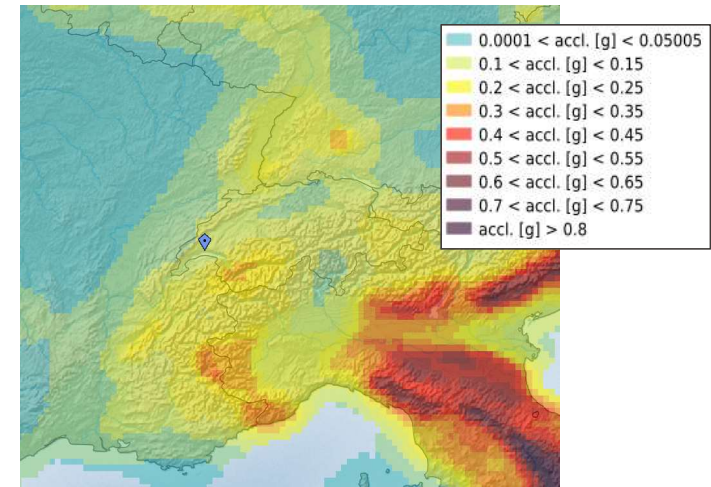 0.0001 < accl. [g] < 0.05005
0.1 < accl. [g] < 0.15
0.2 < accl. [g] < 0.25
0.3 < accl. [g] < 0.35
0.4 < accl. [g] < 0.45
0.5 < accl. [g] < 0.55
0.6 < accl. [g] < 0.65
0.7 < accl. [g] < 0.75
accl. [g] > 0.8